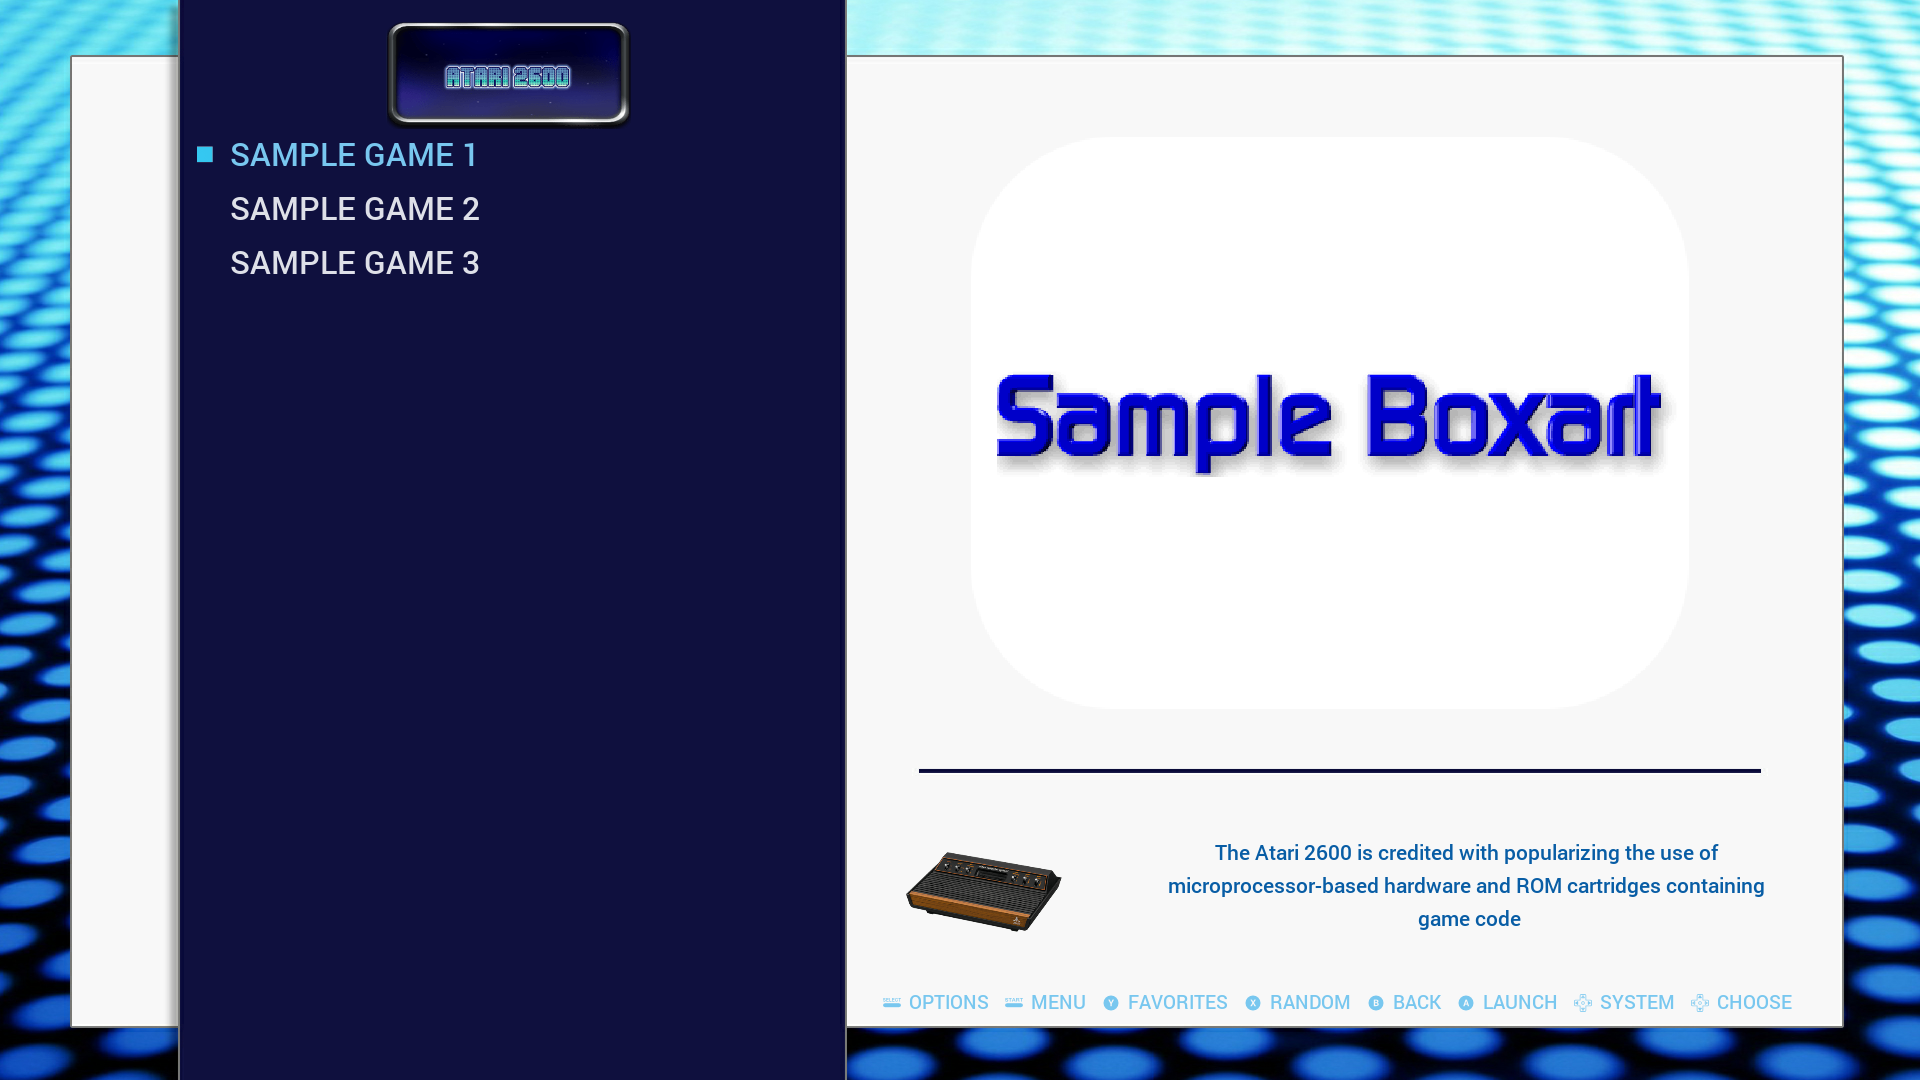 ATARI 2600
SAMPLE GAME 1
SAMPLE GAME 2
SAMPLE GAME 3
Sample Boxart
The Atari 2600 is credited with popularizing the use of
microprocessor-based hardware and ROM cartridges containing
game code
SELECT OPTIONS START MENU Y FAVORITES X RANDOM B BACK A LAUNCH SYSTEM CHOOSE